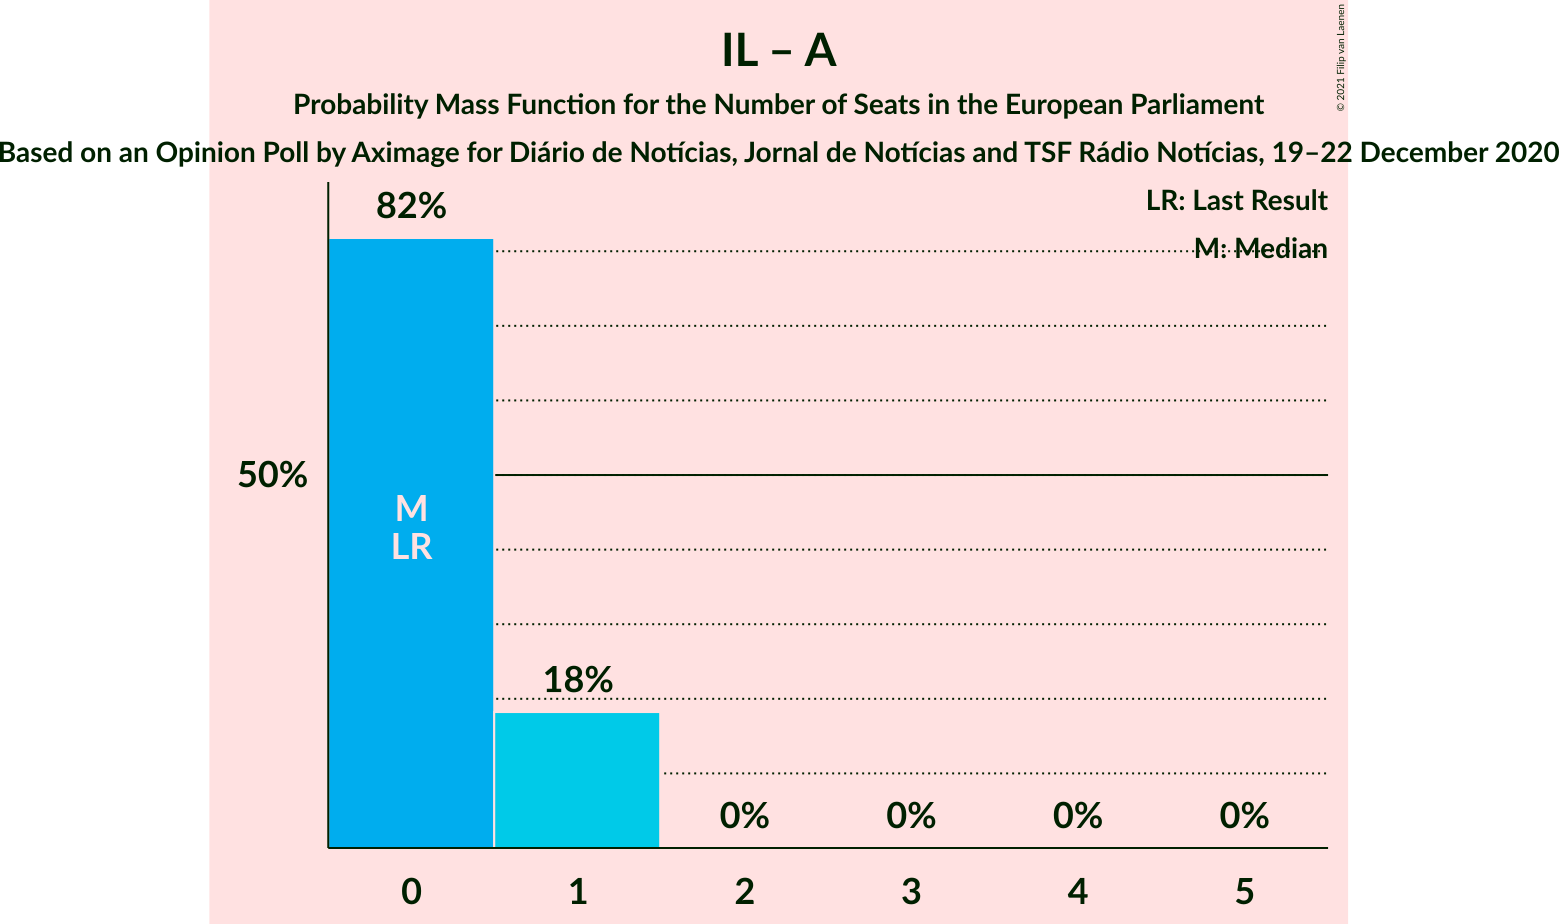 IL – A
Probability Mass Function for the Number of Seats in the European Parliament
Based on an Opinion Poll by Aximage for Diário de Notícias, Jornal de Notícias and TSF Rádio Notícias, 19–22 December 2020
© 2021 Filip van Laenen
LR: Last Result
M: Median
82%
50%
M
LR
18%
0% 0% 0% 0%
0 1 2 3 4 5